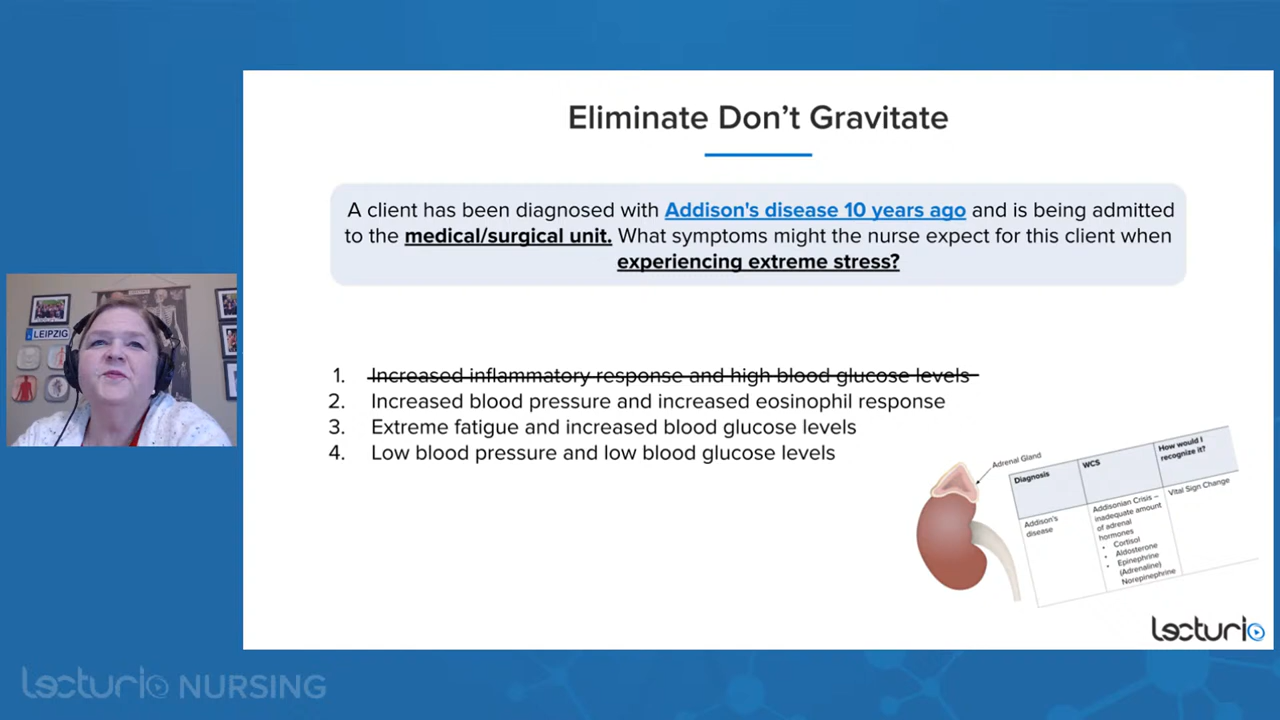 Eliminate Don't Gravitate
A client has been diagnosed with Addison's disease 10 years ago and is being admitted
to the medical/surgical unit. What symptoms might the nurse expect for this client when
experiencing extreme stress?
LEIPZIG
1. Increased inflammatory response and high blood glucose levels
2. Increased blood pressure and increased eosinophil response
3. Extreme fatigue and increased blood glucose levels
4. Low blood pressure and low blood glucose levels
Adrenal Gland
Diagnosis
WCS
How would I
recognize it?
Addison's
disease
Addisonian Crisis –
inadequate amount
of adrenal
hormones
• Cortisol
• Aldosterone
• Epinephrine
(Adrenaline)
Norepinephrine
Vital Sign Change
Lecturio
Lecturio NURSING